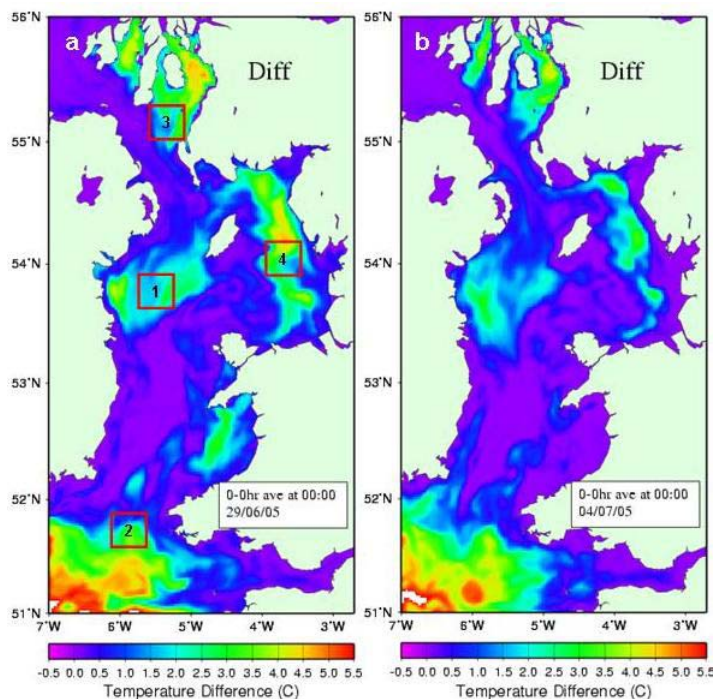 a
Diff
3
4
1
2
0-0hr ave at 00:00
29/06/05
56˚N
55˚N
54˚N
53˚N
52˚N
51˚N
7˚W 6˚W 5˚W 4˚W 3˚W
-0.5 0.0 0.5 1.0 1.5 2.0 2.5 3.0 3.5 4.0 4.5 5.0 5.5
Temperature Difference (C)
b
Diff
0-0hr ave at 00:00
04/07/05
56˚N
55˚N
54˚N
53˚N
52˚N
51˚N
7˚W 6˚W 5˚W 4˚W 3˚W
-0.5 0.0 0.5 1.0 1.5 2.0 2.5 3.0 3.5 4.0 4.5 5.0 5.5
Temperature Difference (C)